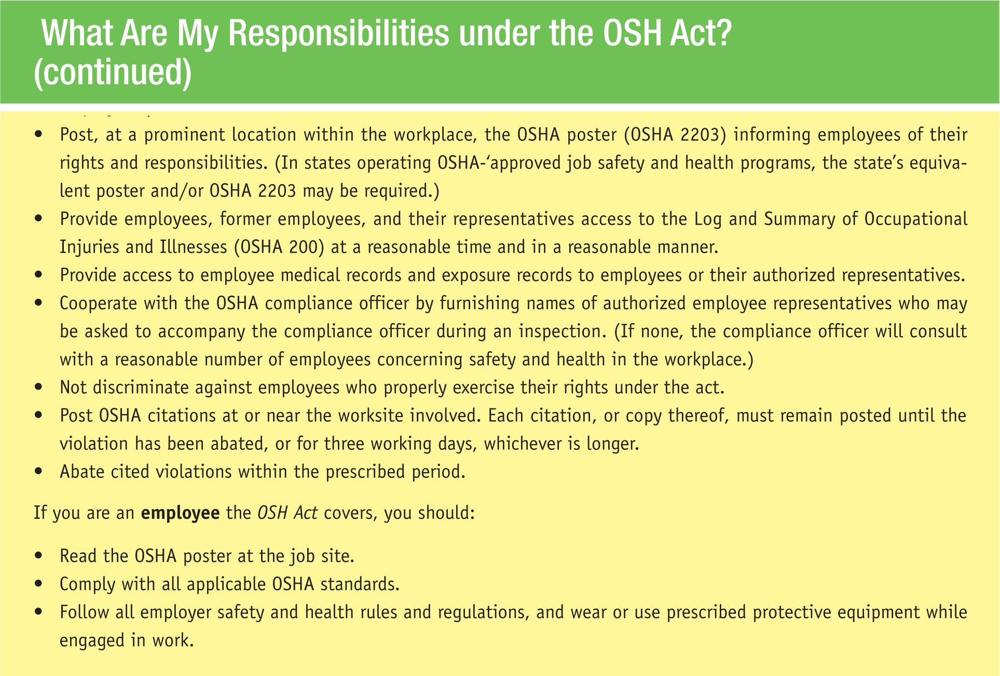 What Are My Responsibilities under the OSH Act?
(continued)
• Post, at a prominent location within the workplace, the OSHA poster (OSHA 2203) informing employees of their
rights and responsibilities. (In states operating OSHA-‘approved job safety and health programs, the state’s equiva-
lent poster and/or OSHA 2203 may be required.)
• Provide employees, former employees, and their representatives access to the Log and Summary of Occupational
Injuries and Illnesses (OSHA 200) at a reasonable time and in a reasonable manner.
• Provide access to employee medical records and exposure records to employees or their authorized representatives.
• Cooperate with the OSHA compliance officer by furnishing names of authorized employee representatives who may
be asked to accompany the compliance officer during an inspection. (If none, the compliance officer will consult
with a reasonable number of employees concerning safety and health in the workplace.)
• Not discriminate against employees who properly exercise their rights under the act.
• Post OSHA citations at or near the worksite involved. Each citation, or copy thereof, must remain posted until the
violation has been abated, or for three working days, whichever is longer.
• Abate cited violations within the prescribed period.
If you are an employee the OSH Act covers, you should:
• Read the OSHA poster at the job site.
• Comply with all applicable OSHA standards.
• Follow all employer safety and health rules and regulations, and wear or use prescribed protective equipment while
engaged in work.